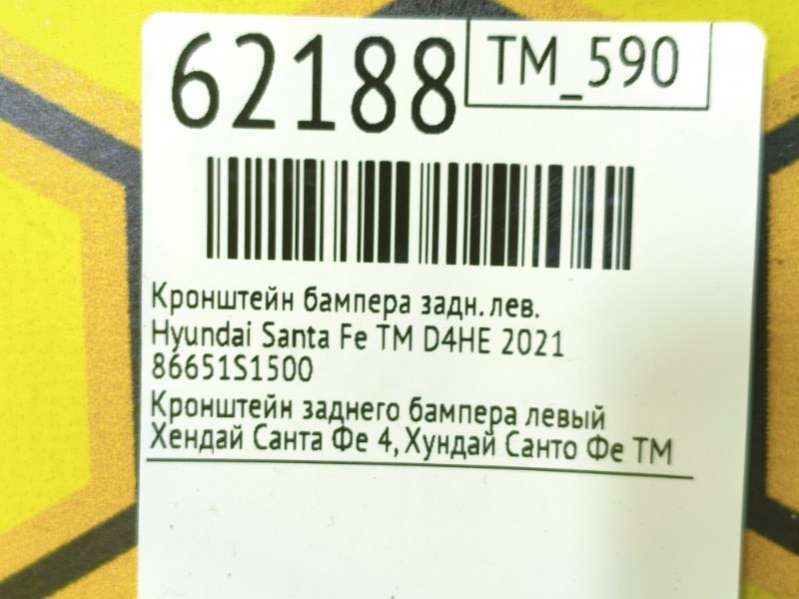 62188
TM_590
Кронштейн бампера задн. лев.
Hyundai Santa Fe TM D4HE 2021
86651S1500
Кронштейн заднего бампера левый
Хендай Санта Фе 4, Хундай Санто Фе ТМ